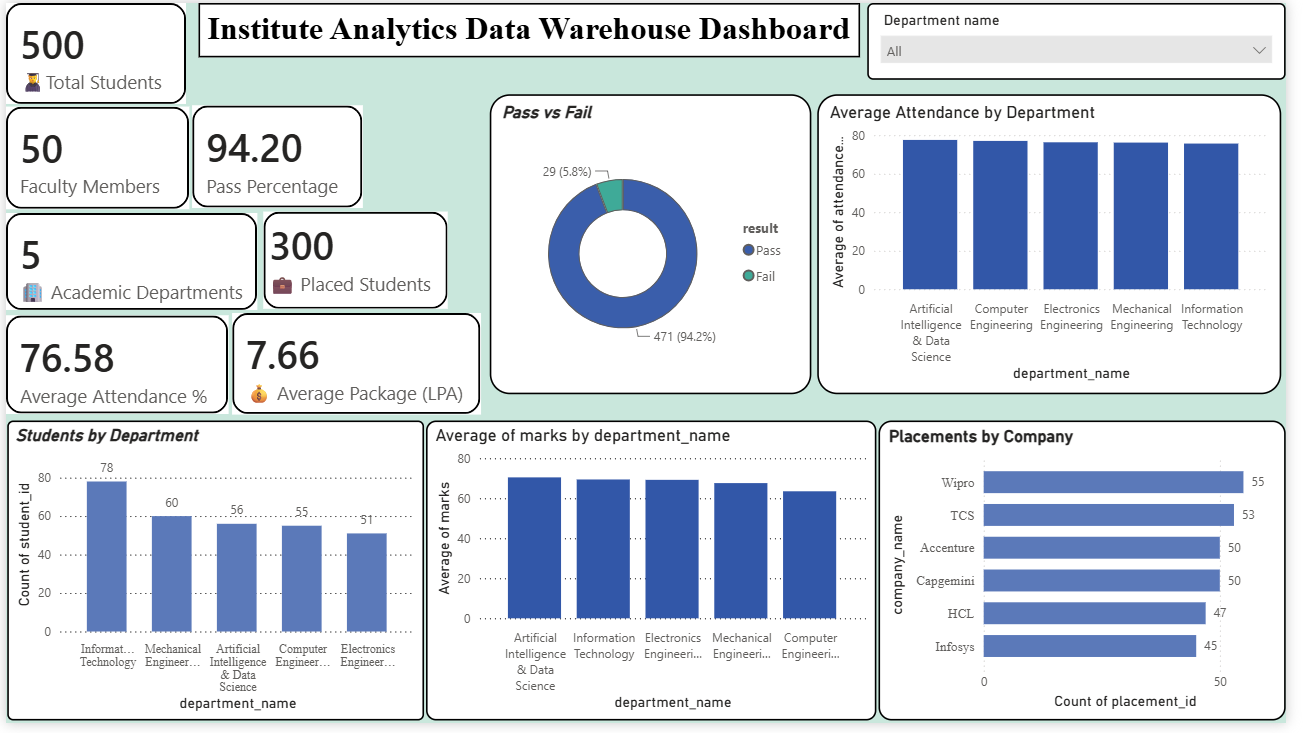 500
Total Students
Institute Analytics Data Warehouse Dashboard
Department name
All
50
Faculty Members
94.20
Pass Percentage
5
Academic Departments
300
Placed Students
76.58
Average Attendance %
7.66
Average Package (LPA)
Pass vs Fail
29 (5.8%)
471 (94.2%)
result
Pass
Fail
Average Attendance by Department
Average of attendance...
80
60
40
20
0
Artificial
Intelligence
& Data
Science
Computer
Engineering
Electronics
Engineering
Mechanical
Engineering
Information
Technology
department_name
Students by Department
Count of student_id
80
60
40
20
0
78
60
56
55
51
Informat...
Technology
Mechanical
Engineer...
Artificial
Intelligence
& Data
Science
Computer
Engineer...
Electronics
Engineer...
department_name
Average of marks by department_name
Average of marks
80
60
40
20
0
Artificial
Intelligence
& Data
Science
Information
Technology
Electronics
Engineeri...
Mechanical
Engineeri...
Computer
Engineeri...
department_name
Placements by Company
company_name
Wipro 55
TCS 53
Accenture 50
Capgemini 50
HCL 47
Infosys 45
0 50
Count of placement_id